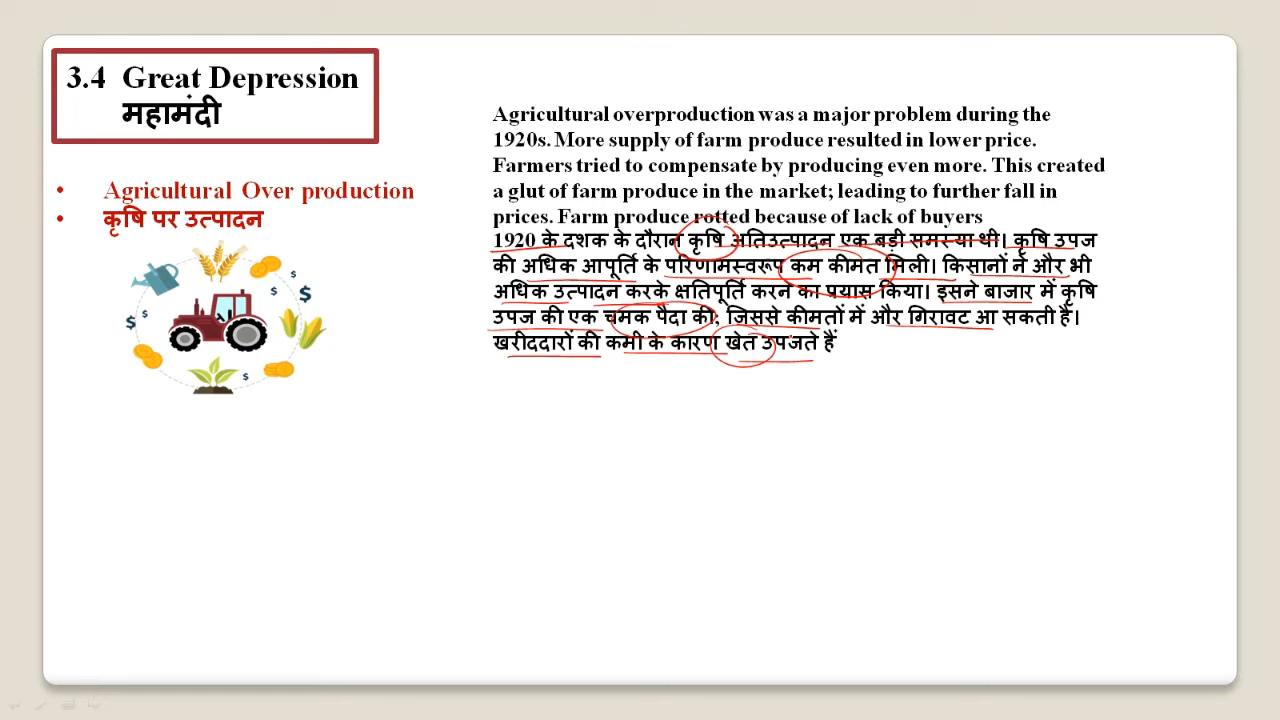 3.4 Great Depression
महामंदी
• Agricultural Over production
• कृषि पर उत्पादन
$
$
$
$
$
$
Agricultural overproduction was a major problem during the
1920s. More supply of farm produce resulted in lower price.
Farmers tried to compensate by producing even more. This created
a glut of farm produce in the market; leading to further fall in
prices. Farm produce rotted because of lack of buyers
1920 के दशक के दौरान कृषि अतिउत्पादन एक बड़ी समस्या थी। कृषि उपज
की अधिक आपूर्ति के परिणामस्वरूप कम कीमत मिली। किसानों ने और भी
अधिक उत्पादन करके क्षतिपूर्ति करने का प्रयास किया। इसने बाजार में कृषि
उपज की एक चमक पैदा की; जिससे कीमतों में और गिरावट आ सकती है।
खरीददारों की कमी के कारण खेत उपजते हैं